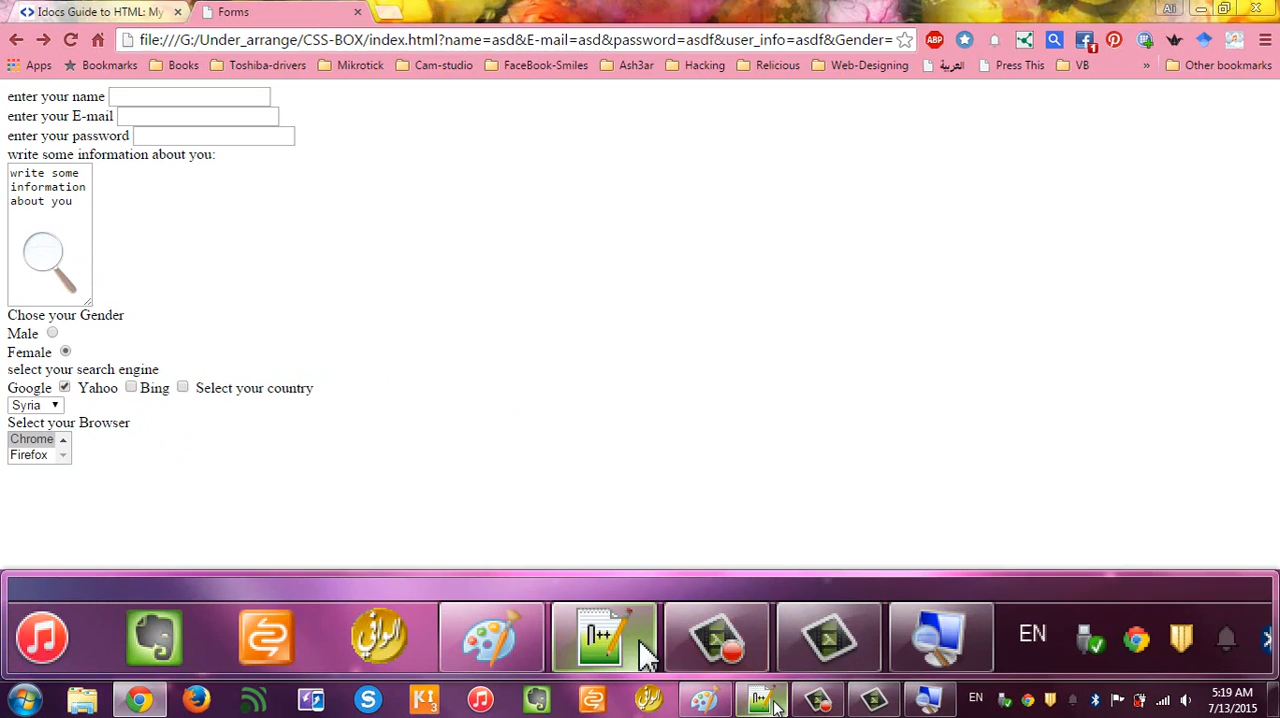 Idocs Guide to HTML: My
Forms
Ali
file:///G:/Under_arrange/CSS-BOX/index.html?name=asd&E-mail=asd&password=asdf&user_info=asdf&Gender=
ABP
1
Apps Bookmarks Books Toshiba-drivers Mikrotick Cam-studio FaceBook-Smiles Ash3ar Hacking Relicious Web-Designing العربية Press This VB » Other bookmarks
enter your name
enter your E-mail
enter your password
write some information about you:
write some
information
about you
Chose your Gender
Male
Female
select your search engine
Google Yahoo Bing Select your country
Syria
Select your Browser
Chrome
Firefox
الوافي
n++
EN
5:19 AM
EN
7/13/2015